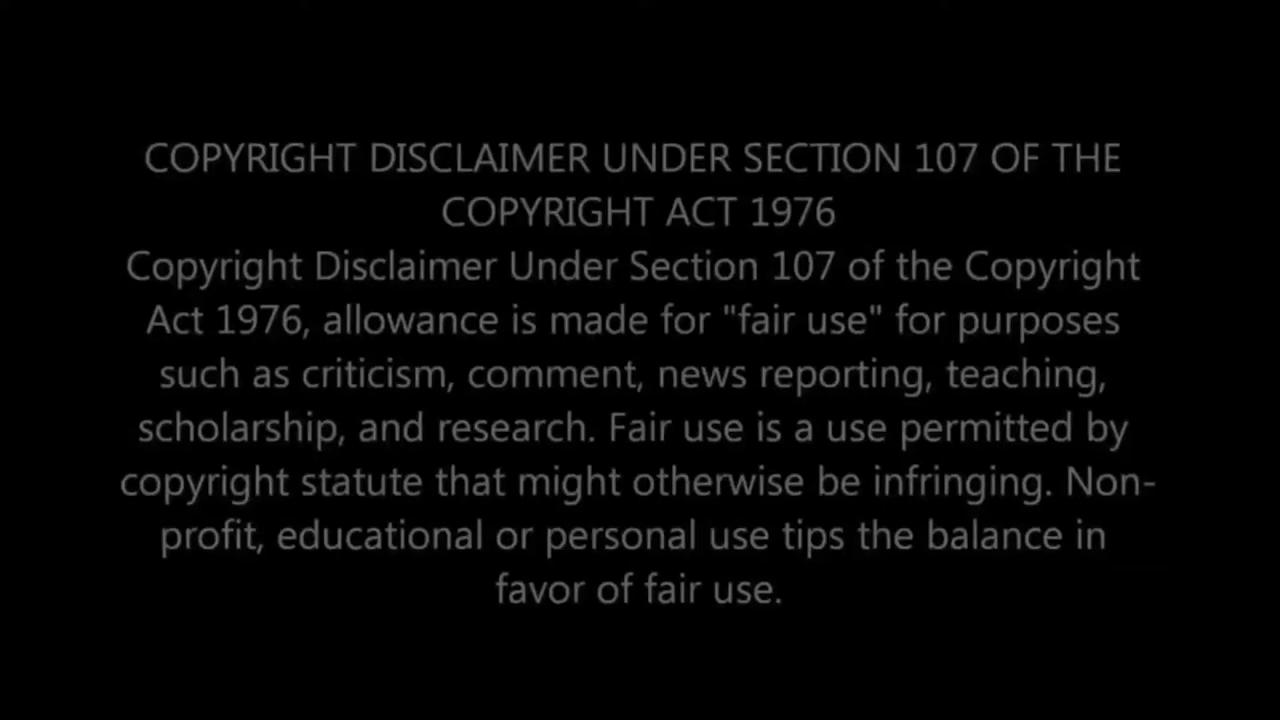 COPYRIGHT DISCLAIMER UNDER SECTION 107 OF THE
COPYRIGHT ACT 1976
Copyright Disclaimer Under Section 107 of the Copyright
Act 1976, allowance is made for "fair use" for purposes
such as criticism, comment, news reporting, teaching,
scholarship, and research. Fair use is a use permitted by
copyright statute that might otherwise be infringing. Non-
profit, educational or personal use tips the balance in
favor of fair use.